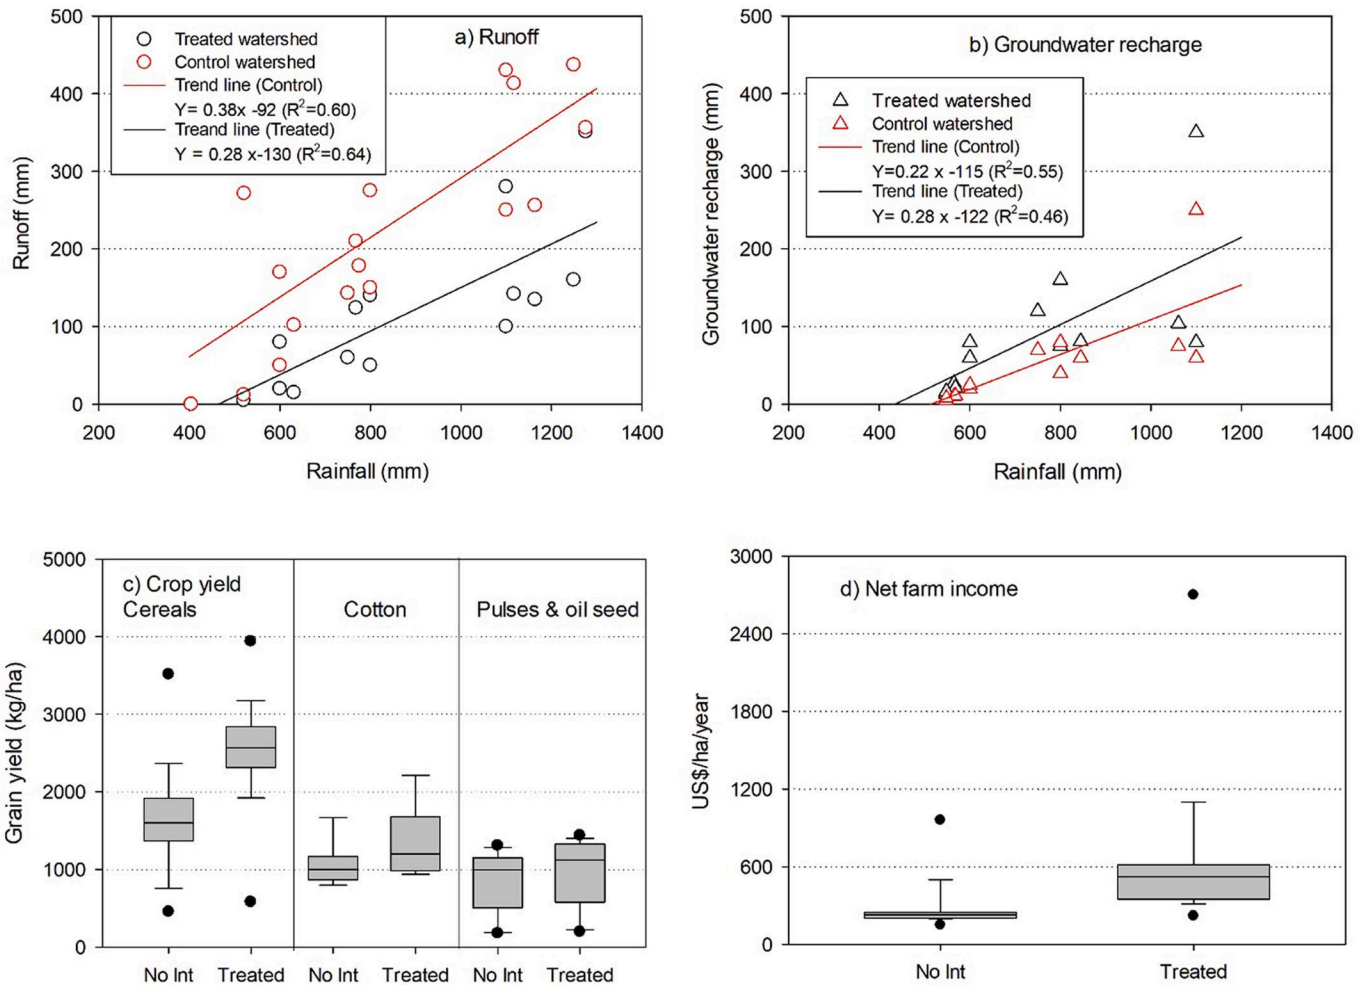 a) Runoff
Treated watershed
Control watershed
Trend line (Control)
Y= 0.38x -92 (R²=0.60)
Treand line (Treated)
Y = 0.28 x-130 (R²=0.64)
500
400
300
200
100
0
Runoff (mm)
200 400 600 800 1000 1200 1400
Rainfall (mm)
b) Groundwater recharge
Treated watershed
Control watershed
Trend line (Control)
Y=0.22 x -115 (R²=0.55)
Trend line (Treated)
Y= 0.28 x -122 (R²=0.46)
500
400
300
200
100
0
Groundwater recharge (mm)
200 400 600 800 1000 1200 1400
Rainfall (mm)
c) Crop yield
Cereals Cotton Pulses & oil seed
5000
4000
3000
2000
1000
0
Grain yield (kg/ha)
No Int Treated No Int Treated No Int Treated
d) Net farm income
3000
2400
1800
1200
600
0
US$/ha/year
No Int Treated